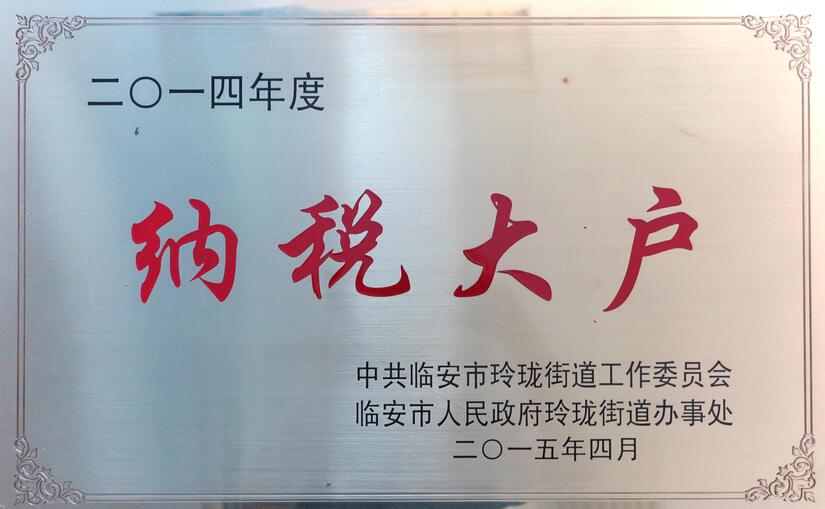 二〇一四年度
纳税大户
中共临安市玲珑街道工作委员会
临安市人民政府玲珑街道办事处
二〇一五年四月